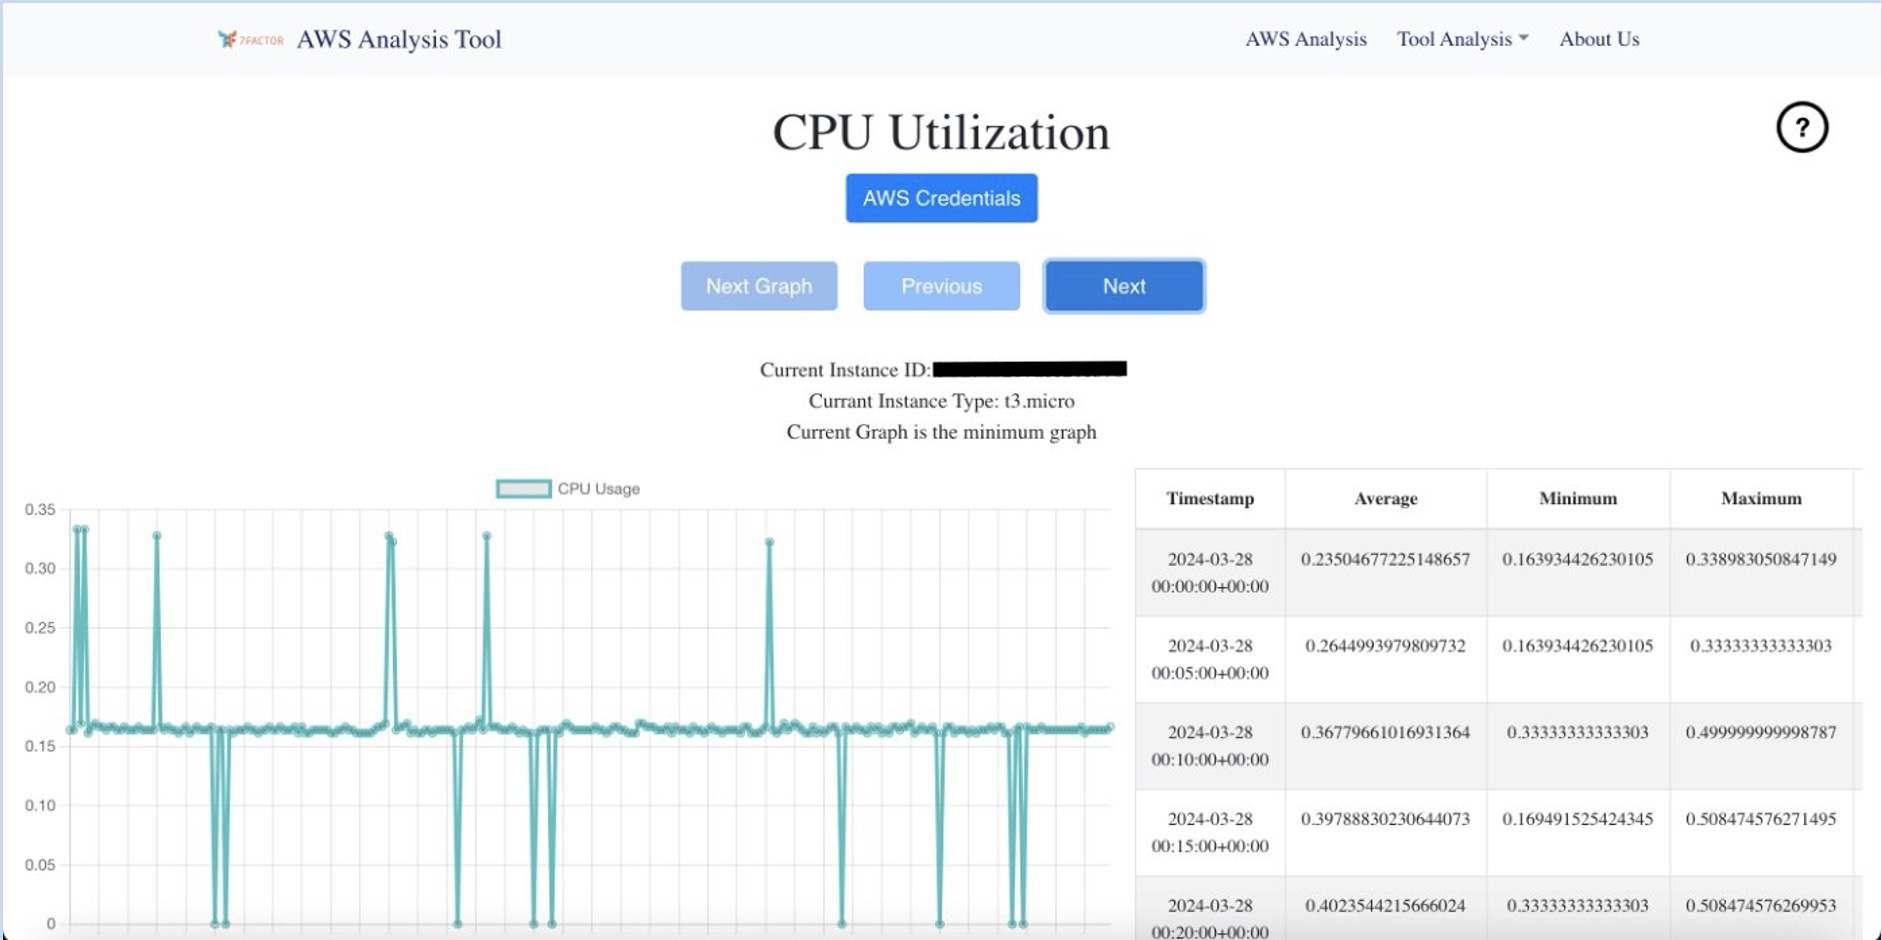 7FACTOR AWS Analysis Tool
AWS Analysis
Tool Analysis
About Us
CPU Utilization
?
AWS Credentials
Next Graph
Previous
Next
Current Instance ID:
Currant Instance Type: t3.micro
Current Graph is the minimum graph
CPU Usage
0.35
0.30
0.25
0.20
0.15
0.10
0.05
0
Timestamp Average Minimum Maximum
2024-03-28
00:00:00+00:00
0.23504677225148657 0.163934426230105 0.338983050847149
2024-03-28
00:05:00+00:00
0.2644993979809732 0.163934426230105 0.33333333333303
2024-03-28
00:10:00+00:00
0.36779661016931364 0.33333333333303 0.499999999998787
2024-03-28
00:15:00+00:00
0.39788830230644073 0.169491525424345 0.508474576271495
2024-03-28
00:20:00+00:00
0.4023544215666024 0.33333333333303 0.508474576269953